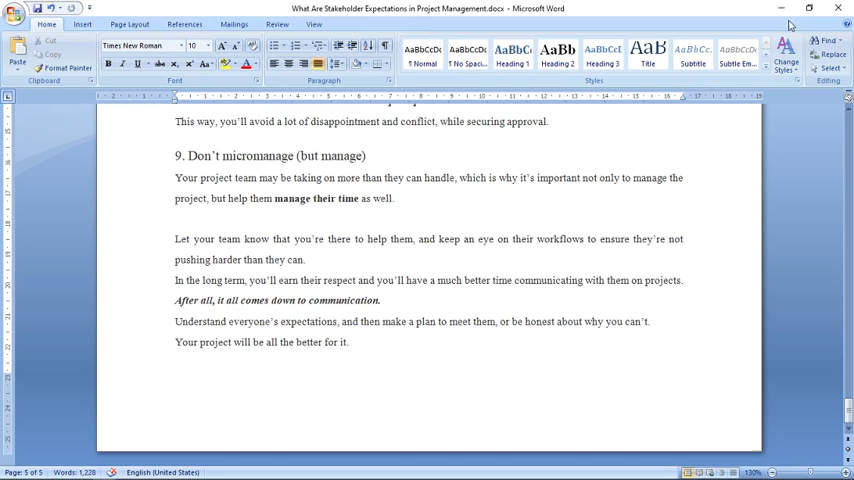 What Are Stakeholder Expectations in Project Management.docx - Microsoft Word
Home Insert Page Layout References Mailings Review View
Paste
Cut
Copy
Format Painter
Clipboard
Times New Roman 10
Font
Paragraph
AaBbCcDc AaBbCcDc AaBbCc AaBb AaBbCc AaB AaBbCc. AaBbCcDc
¶ Normal ¶ No Spaci... Heading 1 Heading 2 Heading 3 Title Subtitle Subtle Em...
Styles
Change
Styles
Find
Replace
Select
Editing
This way, you’ll avoid a lot of disappointment and conflict, while securing approval.
9. Don’t micromanage (but manage)
Your project team may be taking on more than they can handle, which is why it’s important not only to manage the
project, but help them manage their time as well.
Let your team know that you’re there to help them, and keep an eye on their workflows to ensure they’re not
pushing harder than they can.
In the long term, you’ll earn their respect and you’ll have a much better time communicating with them on projects.
After all, it all comes down to communication.
Understand everyone’s expectations, and then make a plan to meet them, or be honest about why you can’t.
Your project will be all the better for it.
Page: 5 of 5 Words: 1,228 English (United States) 130%